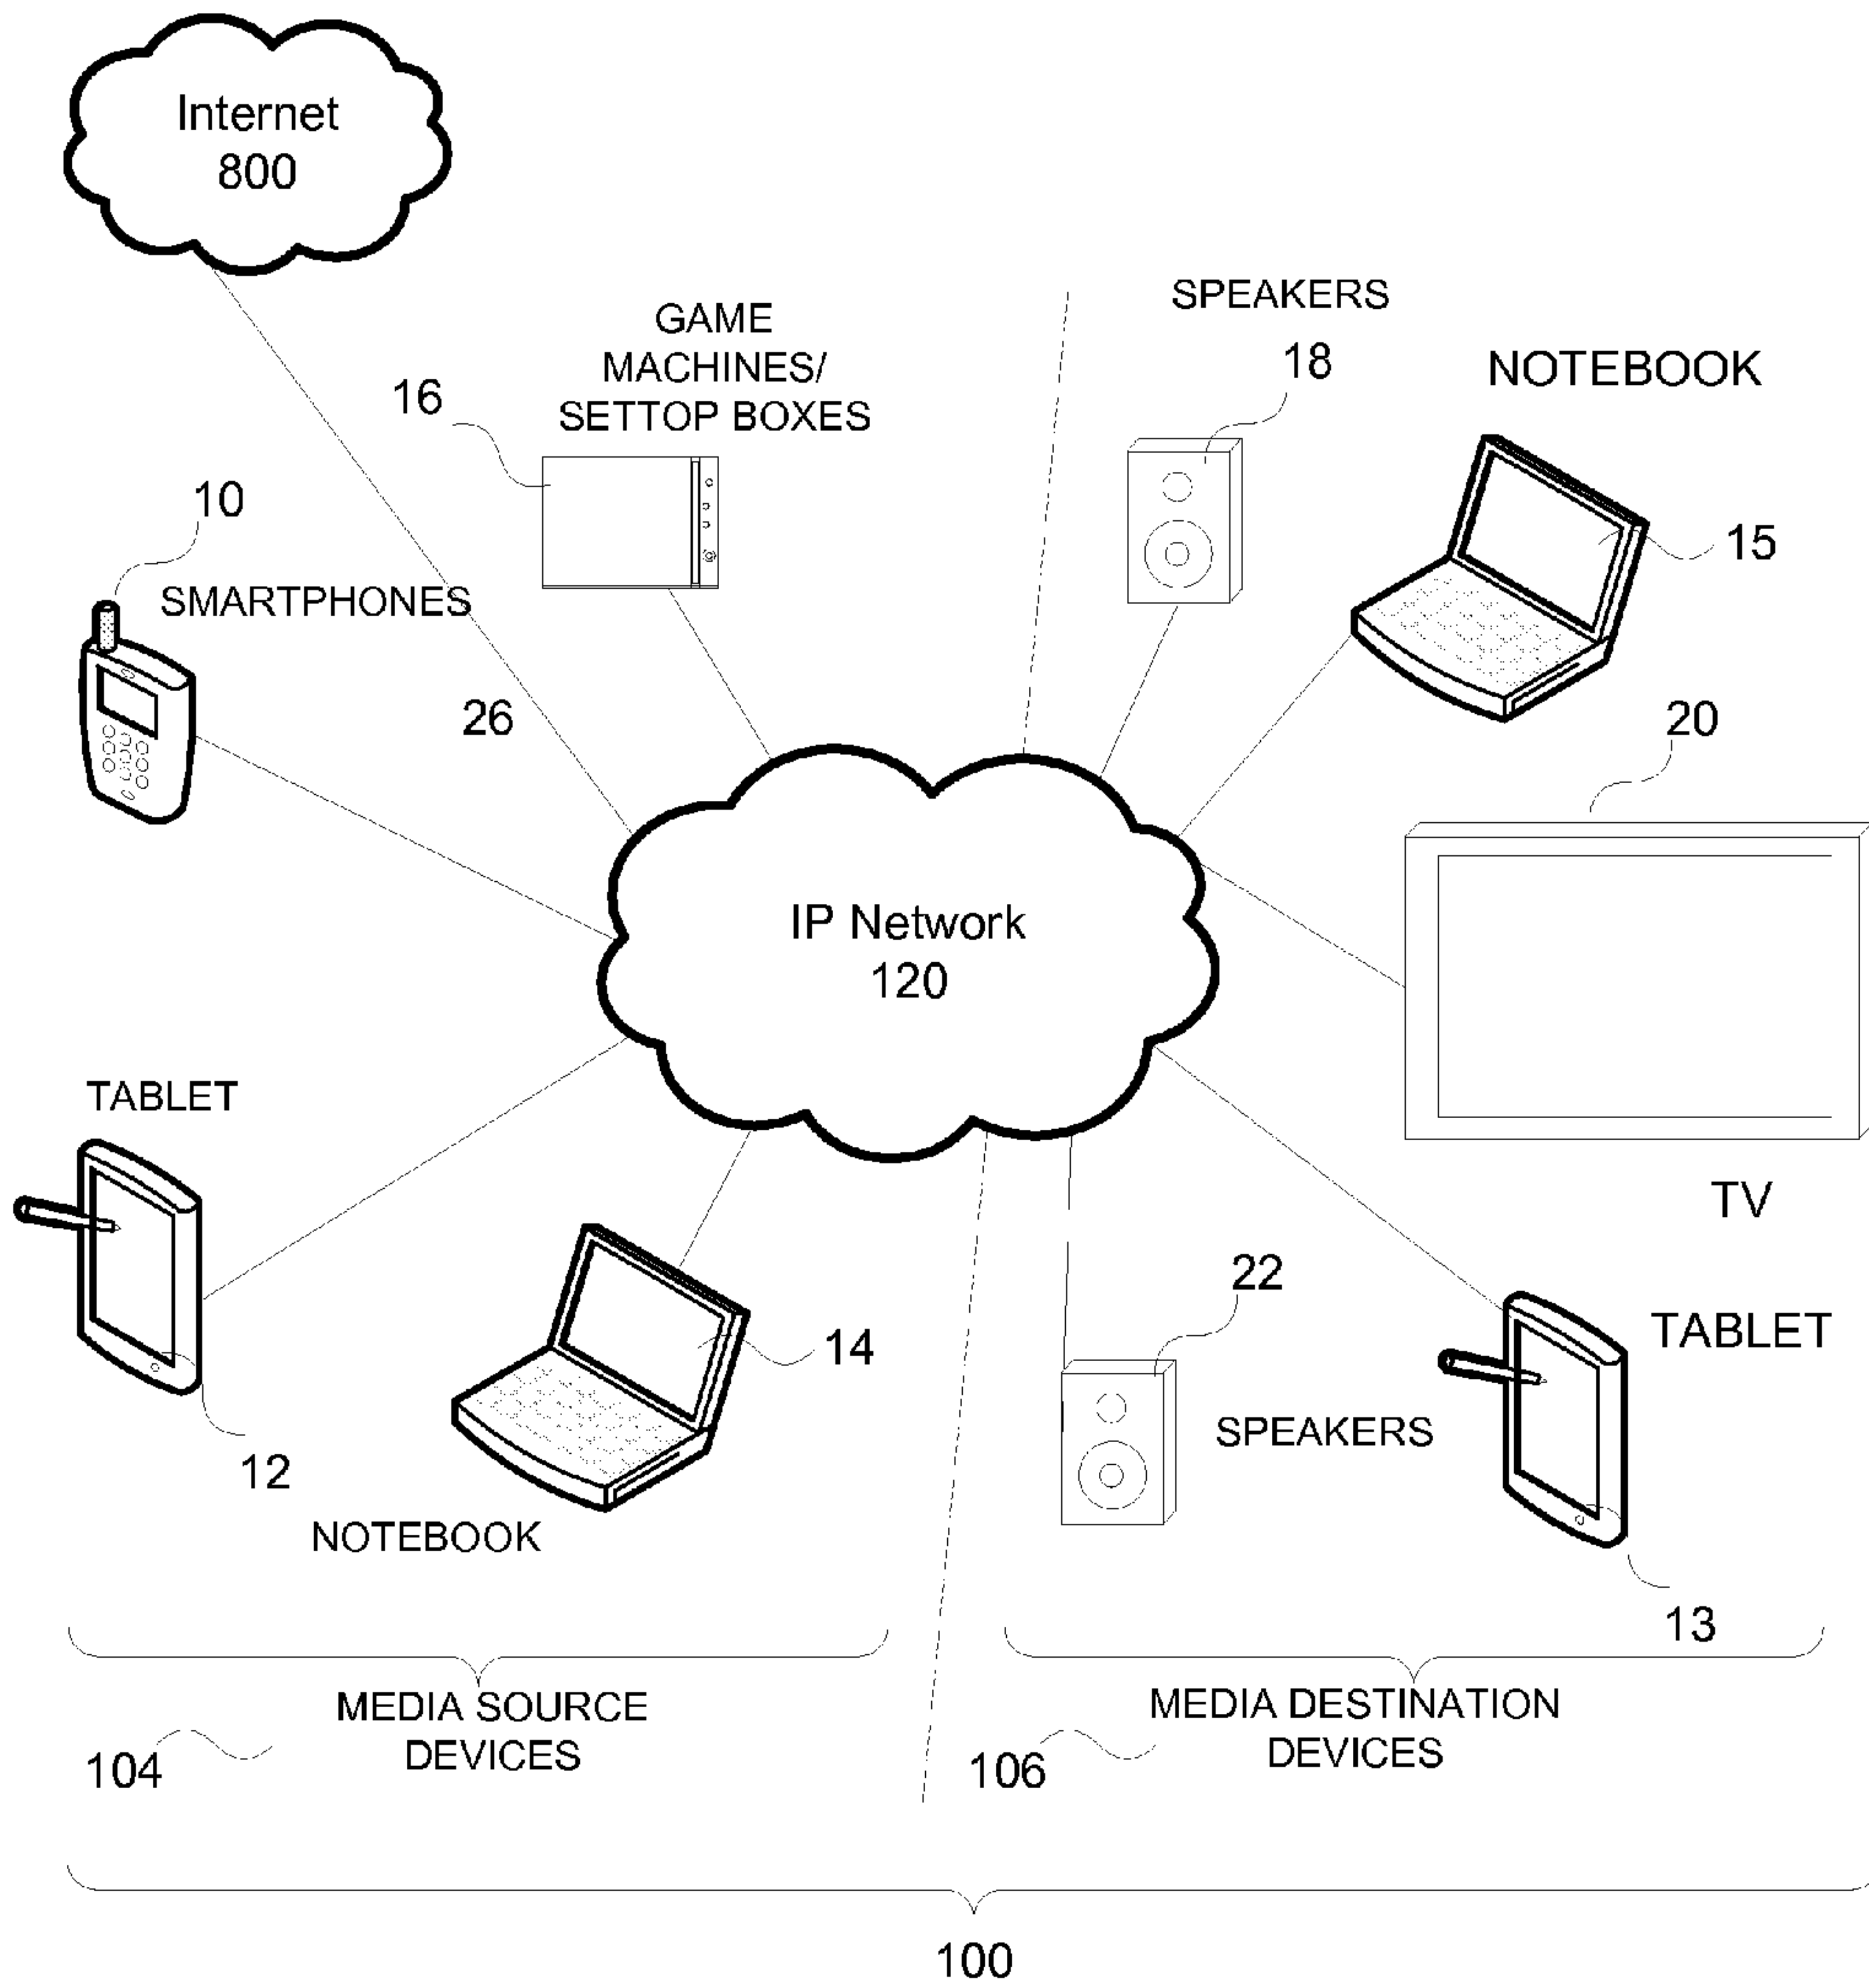 Internet
800
GAME
MACHINES/
SETTOP BOXES
16
SPEAKERS
18
NOTEBOOK
15
10
SMARTPHONES
26
20
IP Network
120
TABLET
12
TV
14
NOTEBOOK
22
SPEAKERS
TABLET
13
MEDIA SOURCE
DEVICES
104
MEDIA DESTINATION
DEVICES
106
100